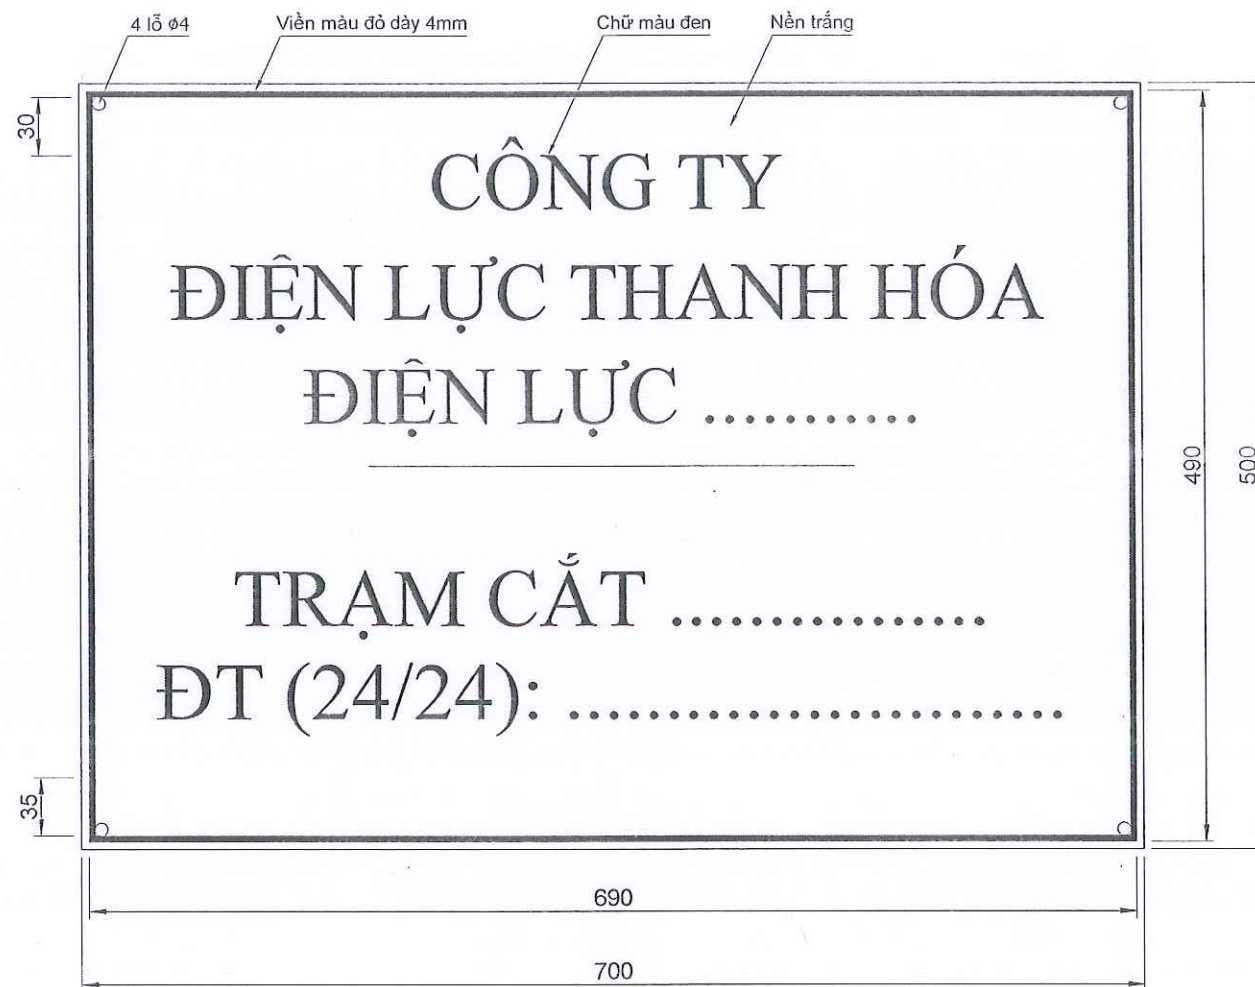 4 lỗ ø4
Viền màu đỏ dày 4mm
Chữ màu đen
Nền trắng
30
CÔNG TY
ĐIỆN LỰC THANH HÓA
ĐIỆN LỰC ...........
490
500
TRẠM CẮT ...............
ĐT (24/24): ..........................
35
690
700